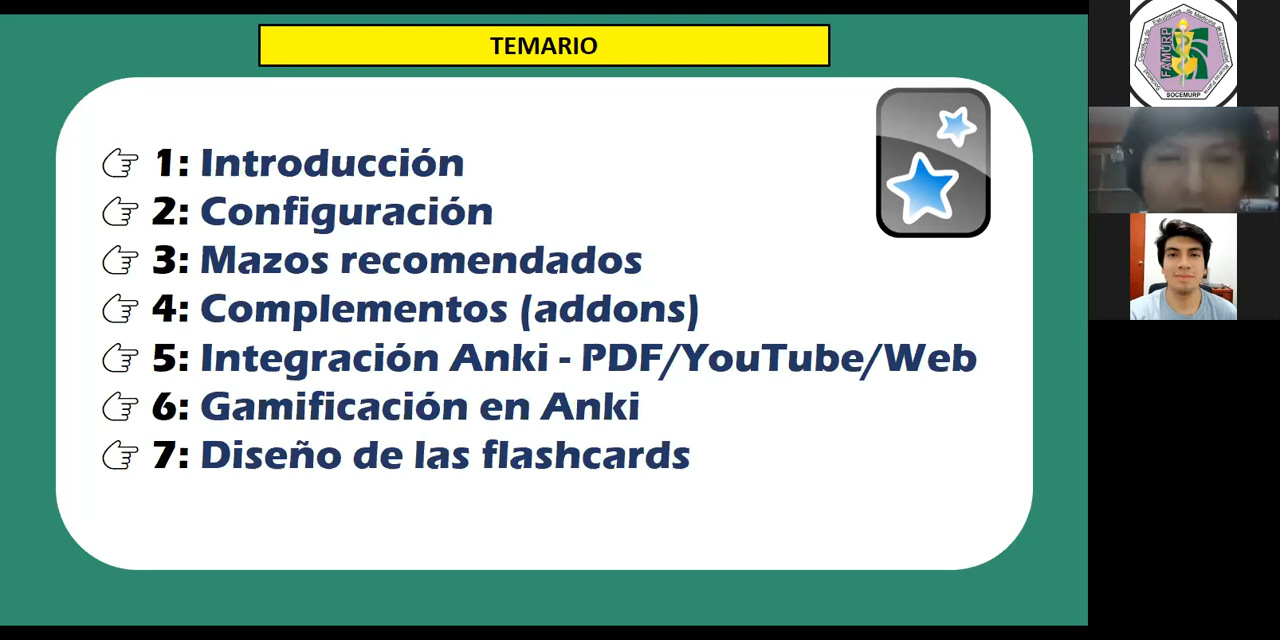 TEMARIO
1: Introducción
2: Configuración
3: Mazos recomendados
4: Complementos (addons)
5: Integración Anki - PDF/YouTube/Web
6: Gamificación en Anki
7: Diseño de las flashcards
FAMURP
SOCEMURP